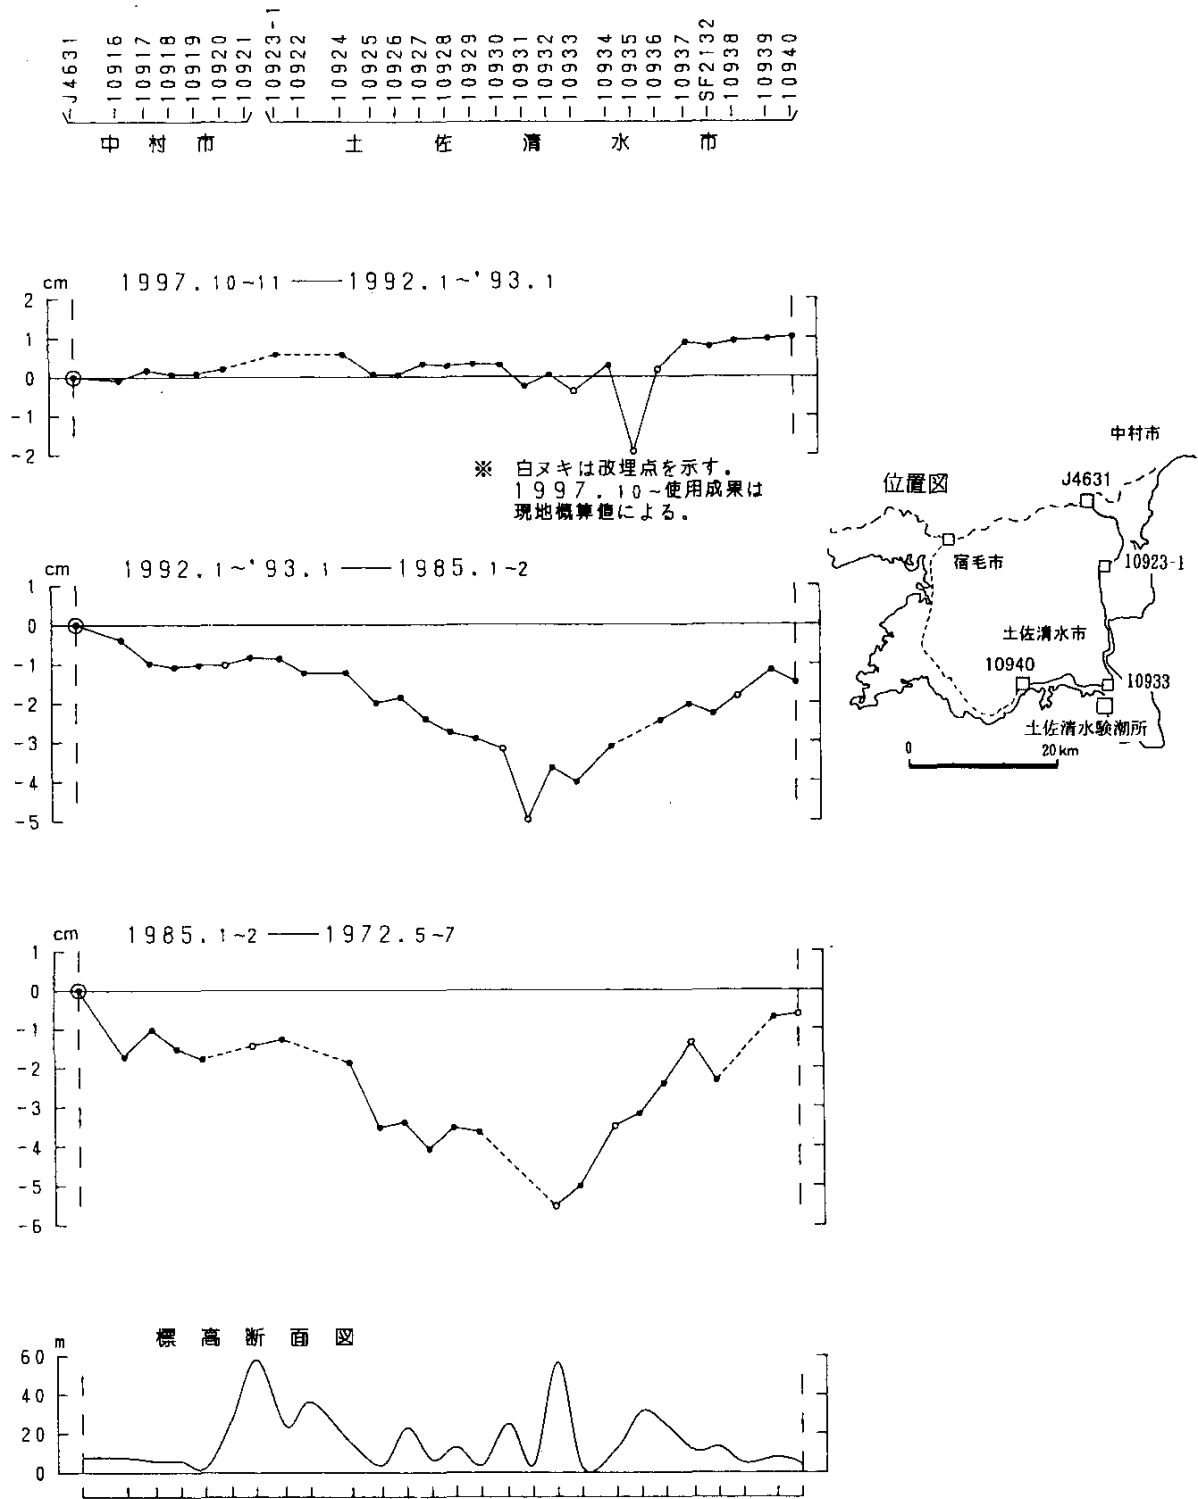 J4631
10916
10917
10918
10919
10920
10921
10923-1
10922
10924
10925
10926
10927
10928
10929
10930
10931
10932
10933
10934
10935
10936
10937
SF2132
10938
10939
10940
中村市
土佐清水市
cm 1997.10~11——1992.1~'93.1
2
1
0
-1
-2
※ 白ヌキは改埋点を示す。
1997.10~使用成果は
現地概算値による。
cm 1992.1~'93.1——1985.1~2
1
0
-1
-2
-3
-4
-5
cm 1985.1~2——1972.5~7
1
0
-1
-2
-3
-4
-5
-6
m 標高断面図
60
40
20
0
位置図
中村市
J4631
宿毛市
10923-1
土佐清水市
10940
10933
土佐清水験潮所
0 20km